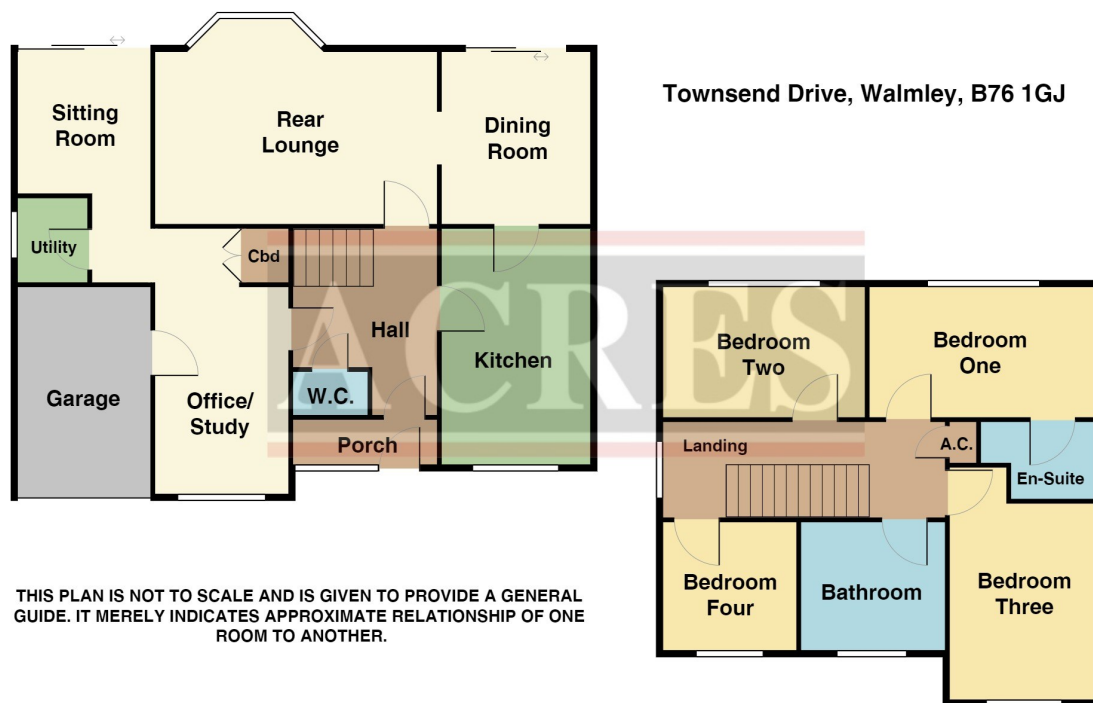 Townsend Drive, Walmley, B76 1GJ
Sitting
Room
Rear
Lounge
Dining
Room
Utility
Cbd
Hall
Kitchen
Garage
Office/
Study
W.C.
Porch
ACRES
Bedroom
Two
Bedroom
One
Landing
A.C.
En-Suite
Bedroom
Four
Bathroom
Bedroom
Three
THIS PLAN IS NOT TO SCALE AND IS GIVEN TO PROVIDE A GENERAL
GUIDE. IT MERELY INDICATES APPROXIMATE RELATIONSHIP OF ONE
ROOM TO ANOTHER.